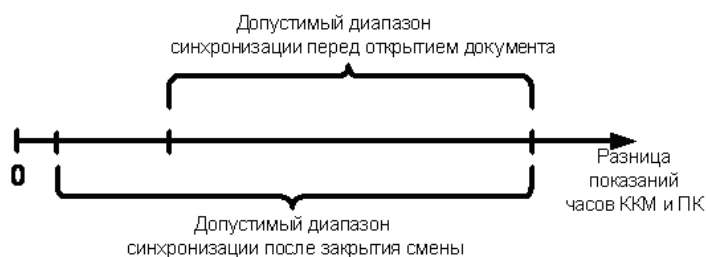 Допустимый диапазон
синхронизации перед открытием документа
0
Разница
показаний
часов ККМ и ПК
Допустимый диапазон
синхронизации после закрытия смены